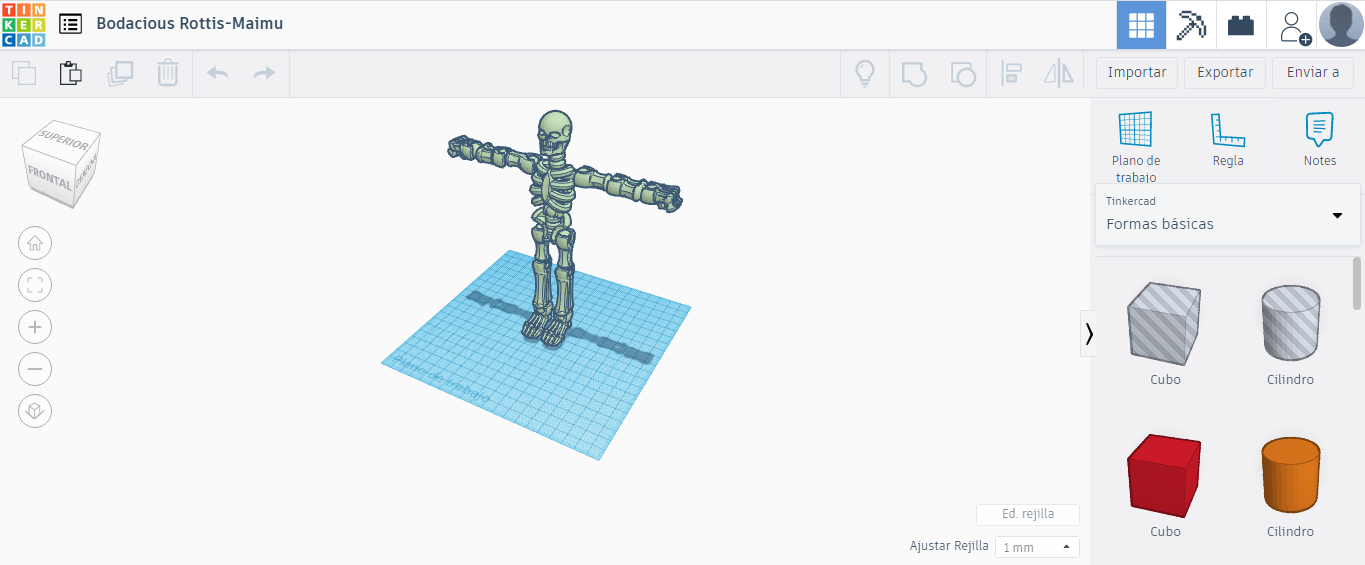 TIN
KER
CAD
Bodacious Rottis-Maimu
Importar
Exportar
Enviar a
SUPERIOR
FRONTAL
Plano de
trabajo
Regla
Notes
Tinkercad
Formas básicas
Cubo
Cilindro
Cubo
Cilindro
Plano de trabajo
Ed. rejilla
Ajustar Rejilla
1 mm